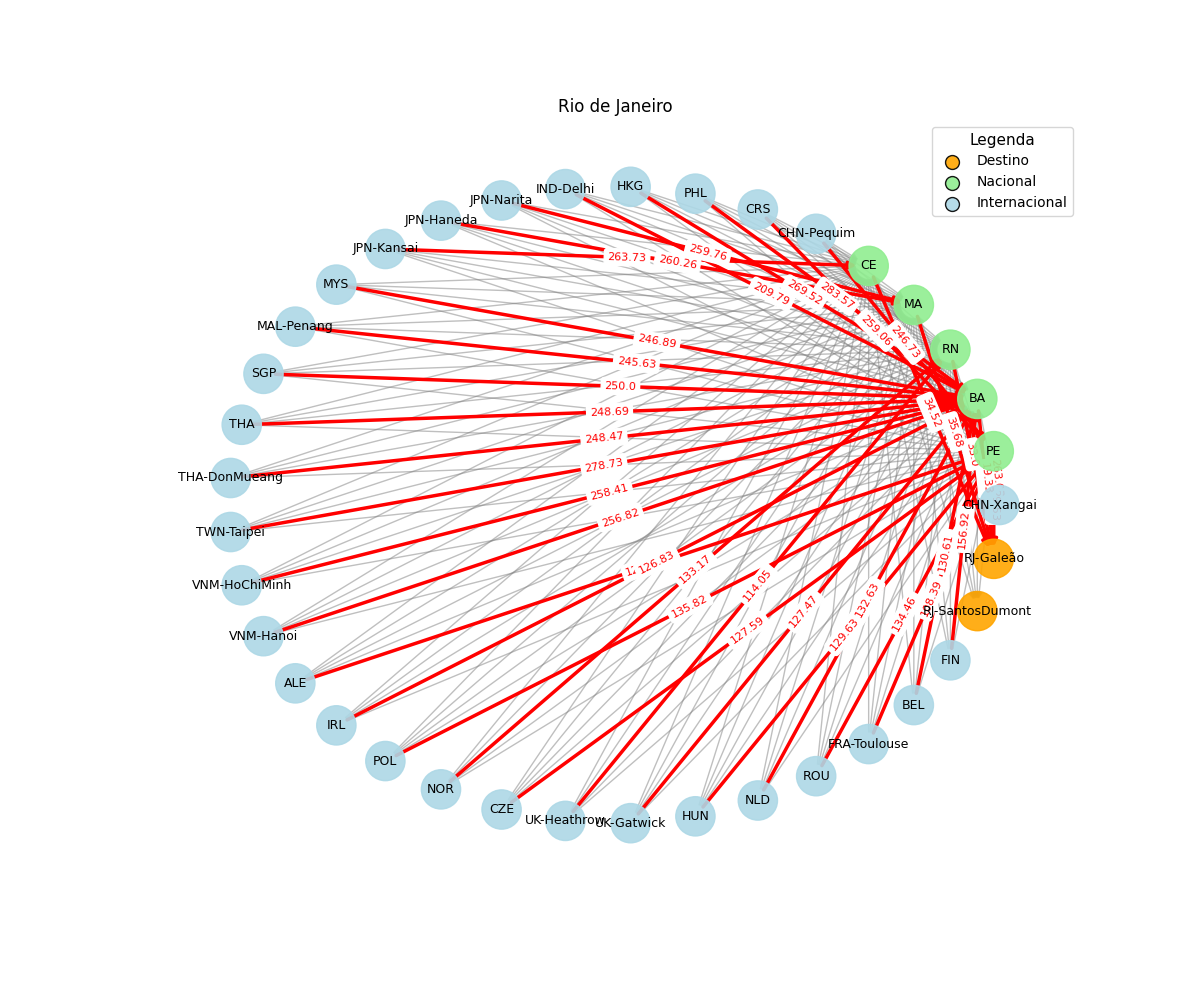 Rio de Janeiro
Legenda
Destino
Nacional
Internacional
HKG
IND-Delhi
PHL
JPN-Narita
CRS
JPN-Haneda
CHN-Pequim
JPN-Kansai
CE
MYS
MA
MAL-Penang
RN
SGP
BA
THA
PE
THA-DonMueang
CHN-Xangai
TWN-Taipei
RJ-Galeão
VNM-HoChiMinh
RJ-SantosDumont
VNM-Hanoi
FIN
ALE
BEL
IRL
FRA-Toulouse
POL
ROU
NOR
NLD
CZE
HUN
UK-Heathrow
UK-Gatwick
259.76
263.73
260.26
209.79
269.52
283.57
259.06
246.73
246.89
245.63
250.0
248.69
248.47
278.73
258.41
256.82
34.52
35.68
156.92
130.61
126.83
133.17
135.82
114.05
127.59
127.47
129.63
132.63
134.46